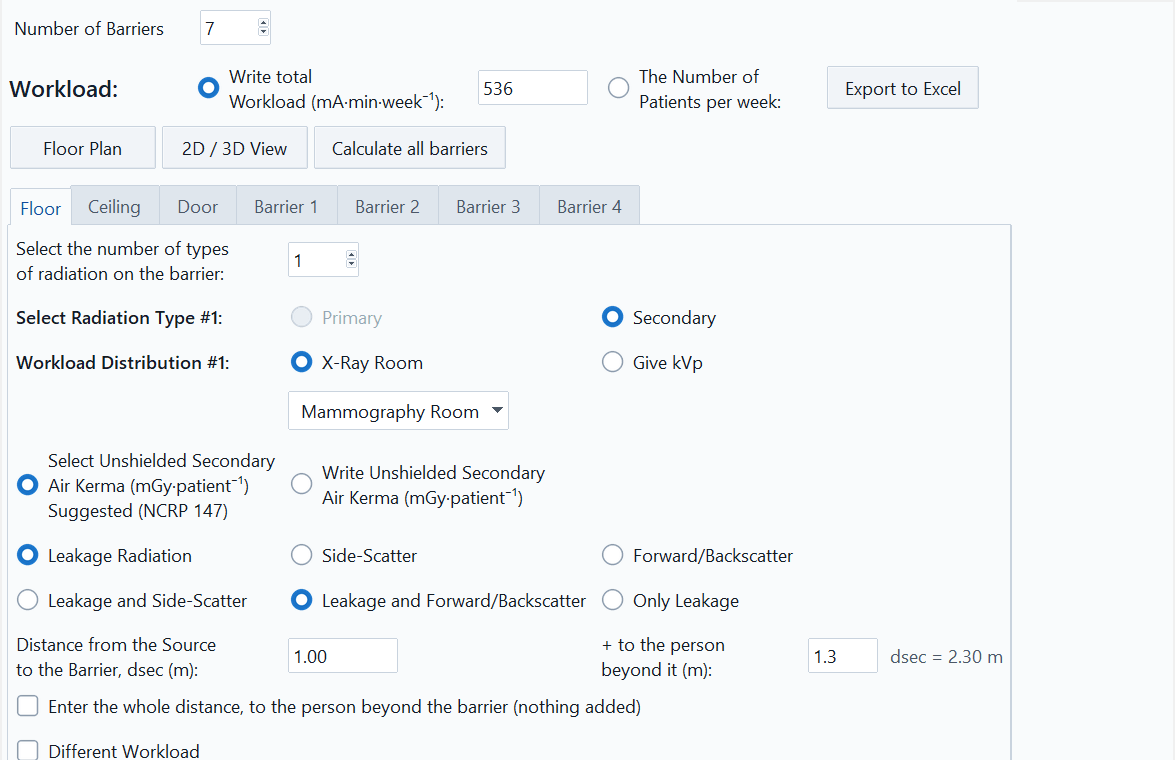 Number of Barriers 7
Workload: Write total Workload (mA·min·week⁻¹): 536 The Number of Patients per week: Export to Excel
Floor Plan 2D / 3D View Calculate all barriers
Floor Ceiling Door Barrier 1 Barrier 2 Barrier 3 Barrier 4
Select the number of types
of radiation on the barrier: 1
Select Radiation Type #1: Primary Secondary
Workload Distribution #1: X-Ray Room Give kVp
Mammography Room
Select Unshielded Secondary
Air Kerma (mGy·patient⁻¹)
Suggested (NCRP 147)
Write Unshielded Secondary
Air Kerma (mGy·patient⁻¹)
Leakage Radiation Side-Scatter Forward/Backscatter
Leakage and Side-Scatter Leakage and Forward/Backscatter Only Leakage
Distance from the Source
to the Barrier, dsec (m): 1.00
+ to the person
beyond it (m): 1.3 dsec = 2.30 m
Enter the whole distance, to the person beyond the barrier (nothing added)
Different Workload